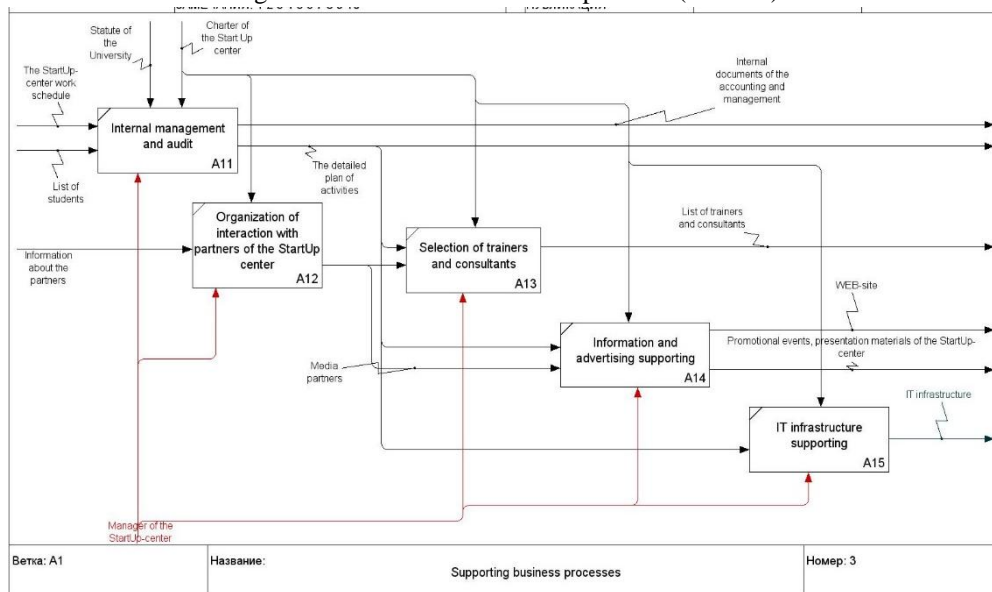 Statute of
the
University
Charter of
the Start Up
center
The StartUp-
center work
schedule
Internal
documents of the
accounting and
management
Internal management
and audit
A11
List of
students
The detailed
plan of
activities
Organization of
interaction with
partners of the StartUp
center
A12
List of trainers
and consultants
Selection of trainers
and consultants
A13
Information
about the
partners
WEB-site
Information and
advertising supporting
A14
Promotional events, presentation materials of the StartUp-
center
Media
partners
IT infrastructure
IT infrastructure
supporting
A15
Manager of the
StartUp-center
Ветка: A1
Название:
Supporting business processes
Номер: 3